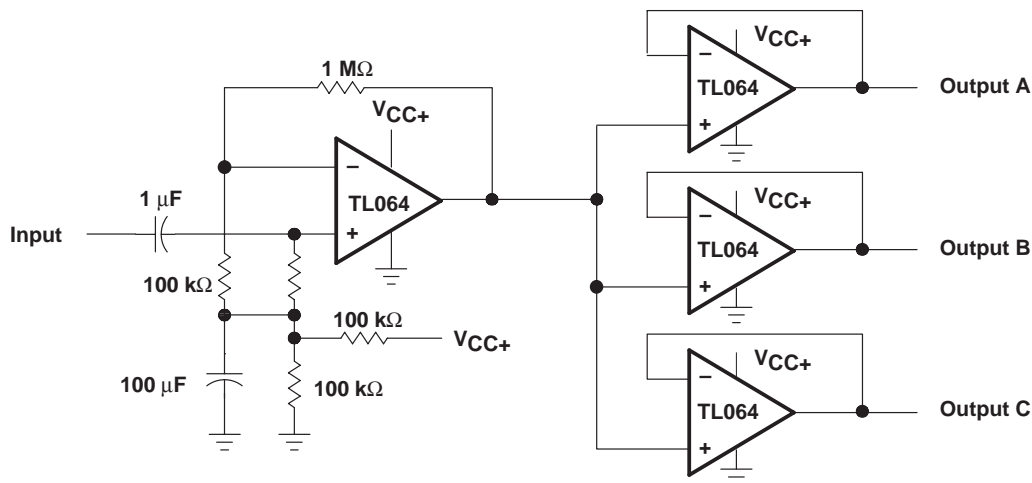 1 MΩ
VCC+
−
TL064
+
1 μF
Input
100 kΩ
100 kΩ
VCC+
100 μF
100 kΩ
VCC+
−
TL064
+
Output A
VCC+
−
TL064
+
Output B
VCC+
−
TL064
+
Output C